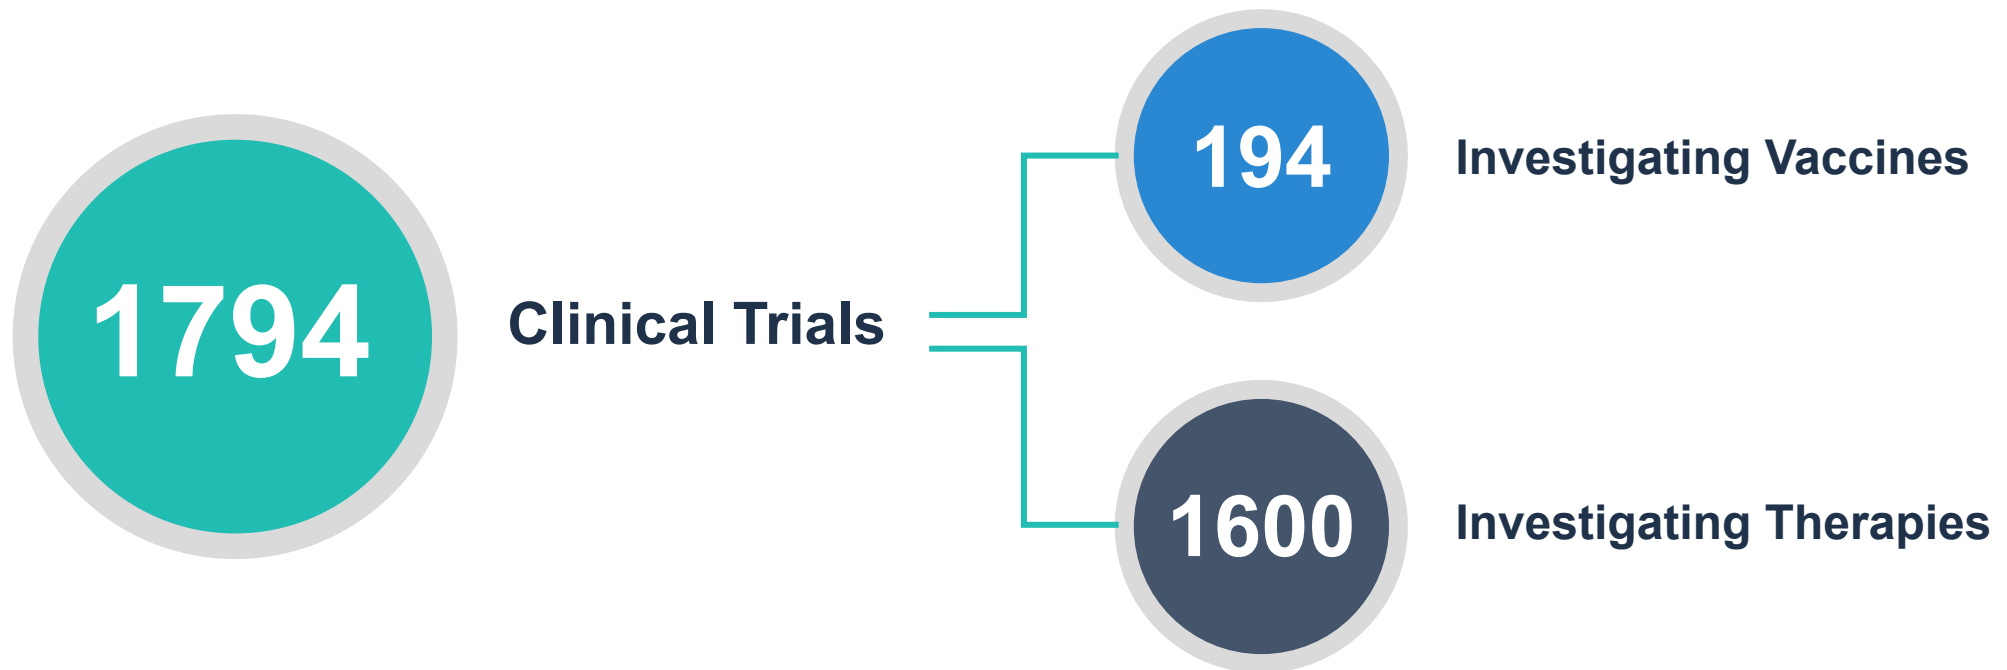 1794
Clinical Trials
194
Investigating Vaccines
1600
Investigating Therapies